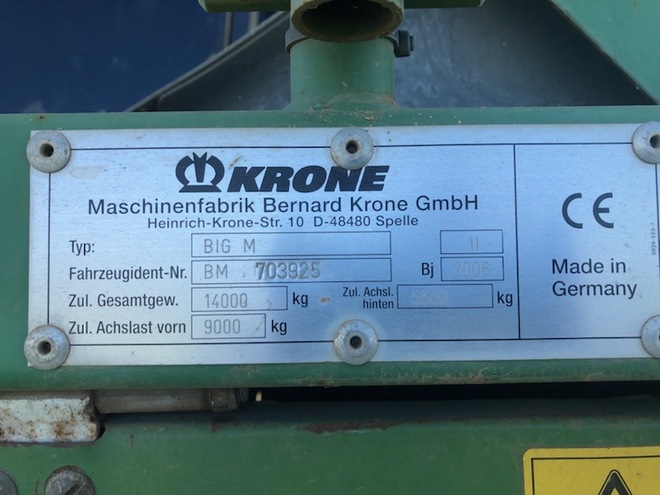 KRONE
Maschinenfabrik Bernard Krone GmbH
Heinrich-Krone-Str. 10 D-48480 Spelle
Typ: BIG M II
Fahrzeugident-Nr. BM 703925 Bj 2006
Zul. Gesamtgew. 14000 kg Zul. Achsl. hinten kg
Zul. Achslast vorn 9000 kg
CE
Made in
Germany